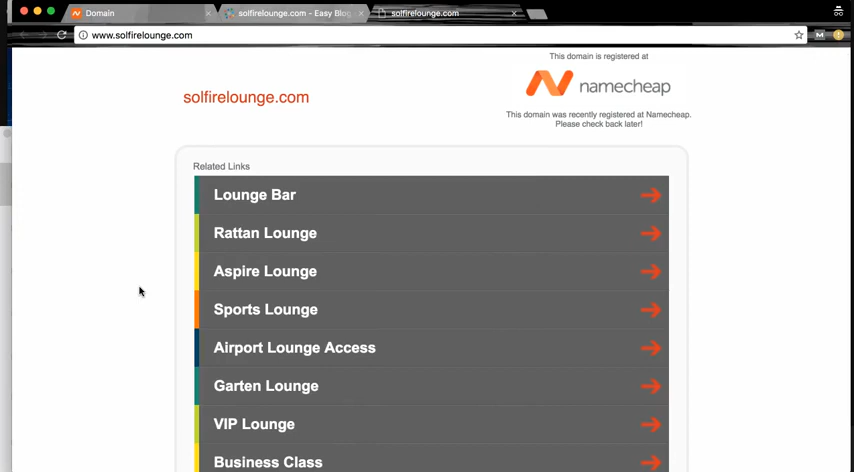 Domain
solfirelounge.com - Easy Blog
solfirelounge.com
www.solfirelounge.com
This domain is registered at
namecheap
solfirelounge.com
This domain was recently registered at Namecheap.
Please check back later!
Related Links
Lounge Bar
Rattan Lounge
Aspire Lounge
Sports Lounge
Airport Lounge Access
Garten Lounge
VIP Lounge
Business Class